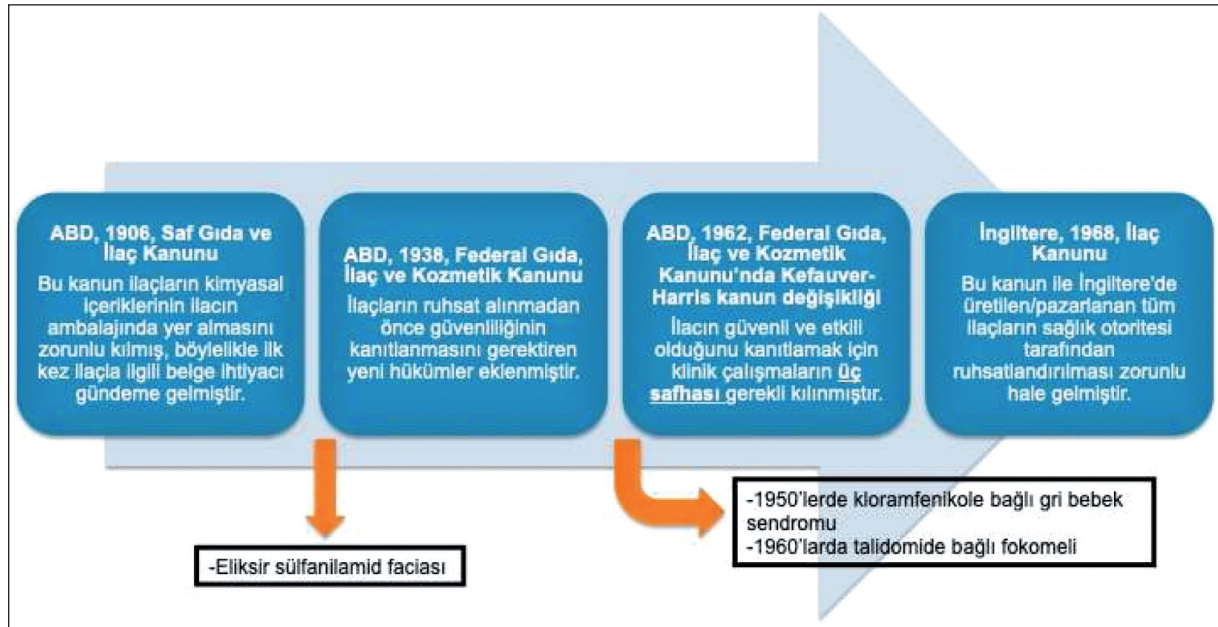 ABD, 1906, Saf Gıda ve
İlaç Kanunu
Bu kanun ilaçların kimyasal
içeriklerinin ilacın
ambalajında yer almasını
zorunlu kılmış, böylelikle ilk
kez ilaçla ilgili belge ihtiyacı
gündeme gelmiştir.
ABD, 1938, Federal Gıda,
İlaç ve Kozmetik Kanunu
İlaçların ruhsat alınmadan
önce güvenliliğinin
kanıtlanmasını gerektiren
yeni hükümler eklenmiştir.
ABD, 1962, Federal Gıda,
İlaç ve Kozmetik
Kanunu'nda Kefauver-
Harris kanun değişikliği
İlacın güvenli ve etkili
olduğunu kanıtlamak için
klinik çalışmaların üç
safhası gerekli kılınmıştır.
İngiltere, 1968, İlaç
Kanunu
Bu kanun ile İngiltere'de
üretilen/pazarlanan tüm
ilaçların sağlık otoritesi
tarafından
ruhsatlandırılması zorunlu
hale gelmiştir.
-Eliksir sülfanilamid faciası
-1950'lerde kloramfenikole bağlı gri bebek
sendromu
-1960'larda talidomide bağlı fokomeli